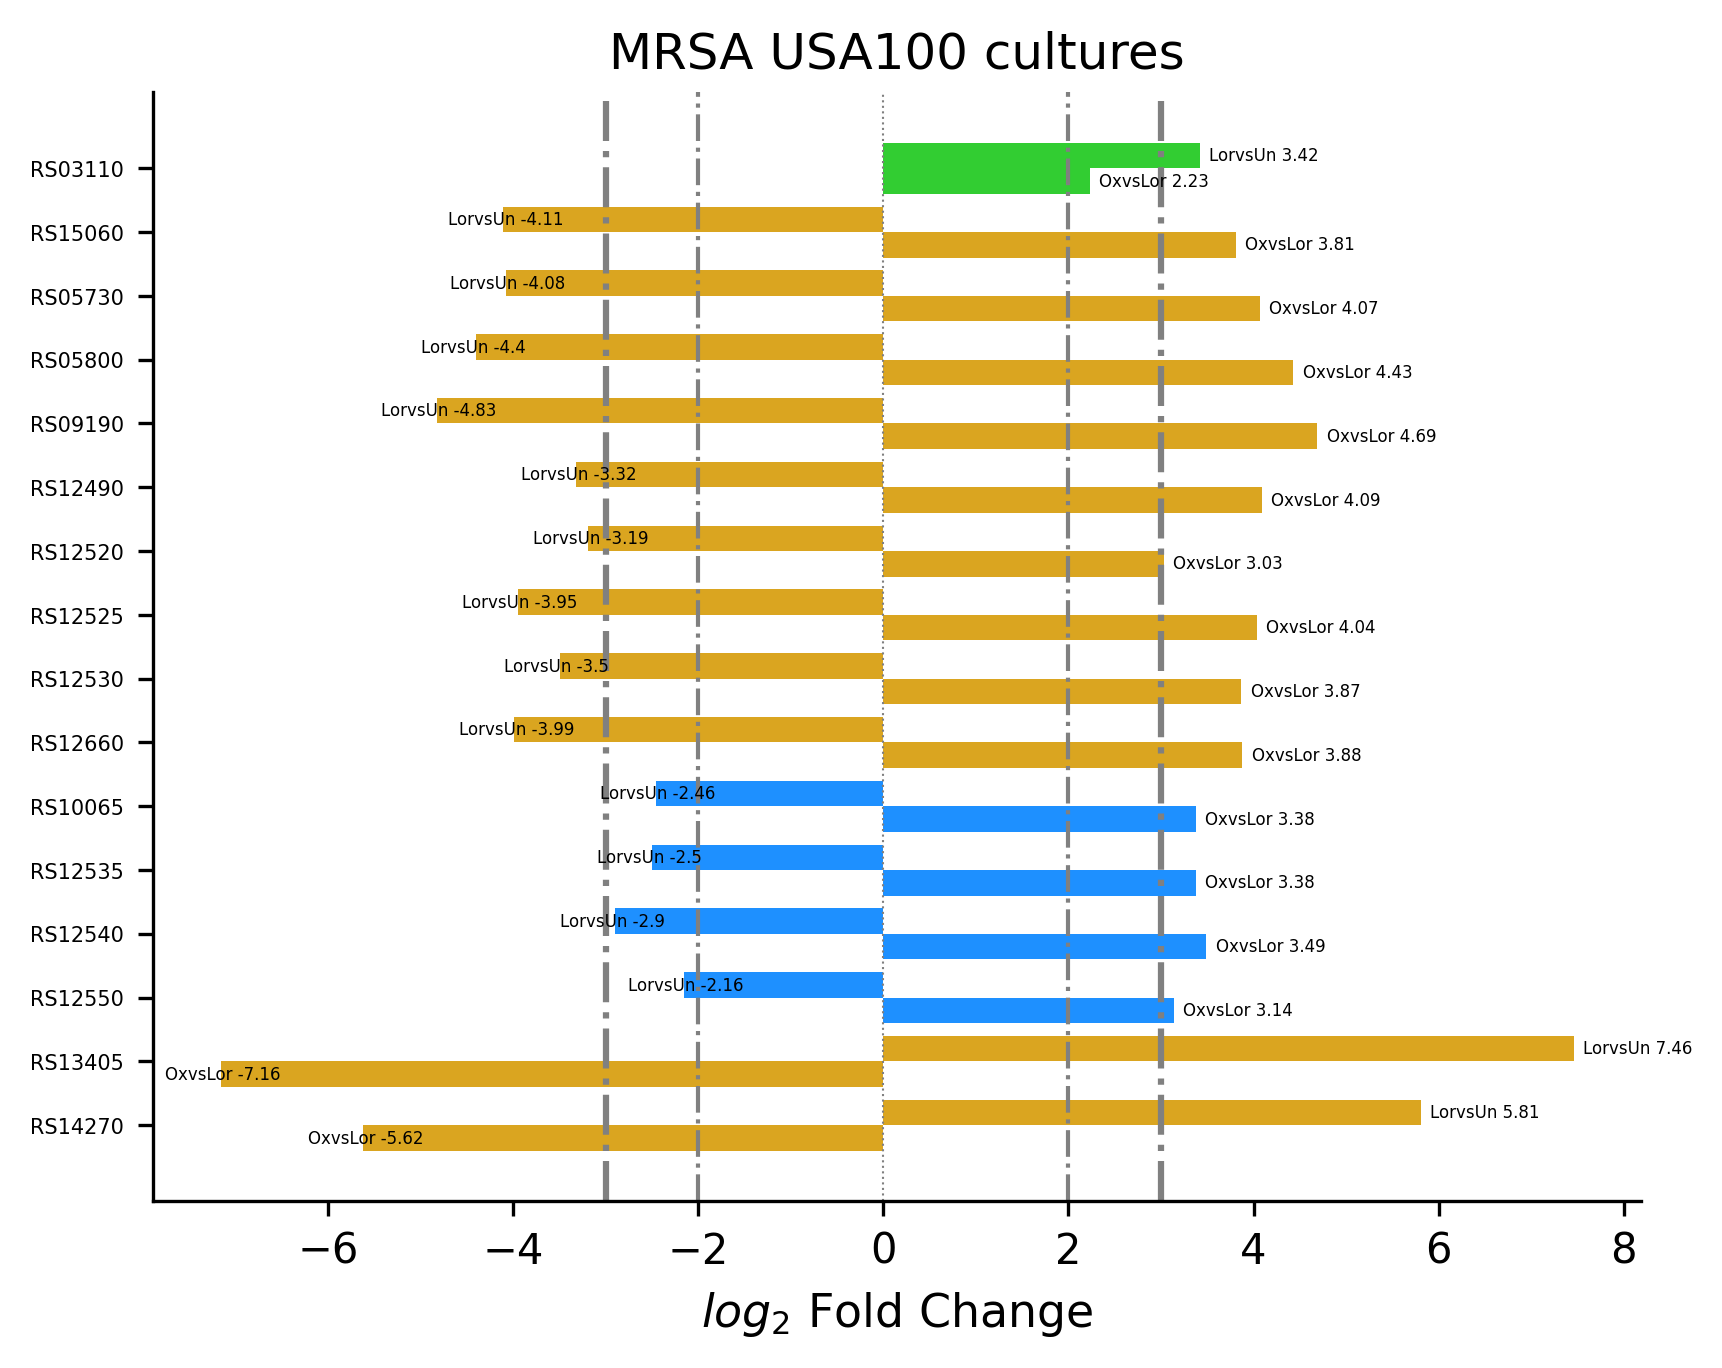 MRSA USA100 cultures
RS03110
LorvsUn 3.42
OxvsLor 2.23
RS15060
LorvsUn -4.11
OxvsLor 3.81
RS05730
LorvsUn -4.08
OxvsLor 4.07
RS05800
LorvsUn -4.4
OxvsLor 4.43
RS09190
LorvsUn -4.83
OxvsLor 4.69
RS12490
LorvsUn -3.32
OxvsLor 4.09
RS12520
LorvsUn -3.19
OxvsLor 3.03
RS12525
LorvsUn -3.95
OxvsLor 4.04
RS12530
LorvsUn -3.5
OxvsLor 3.87
RS12660
LorvsUn -3.99
OxvsLor 3.88
RS10065
LorvsUn -2.46
OxvsLor 3.38
RS12535
LorvsUn -2.5
OxvsLor 3.38
RS12540
LorvsUn -2.9
OxvsLor 3.49
RS12550
LorvsUn -2.16
OxvsLor 3.14
RS13405
LorvsUn 7.46
OxvsLor -7.16
RS14270
LorvsUn 5.81
OxvsLor -5.62
−6 −4 −2 0 2 4 6 8
log₂ Fold Change